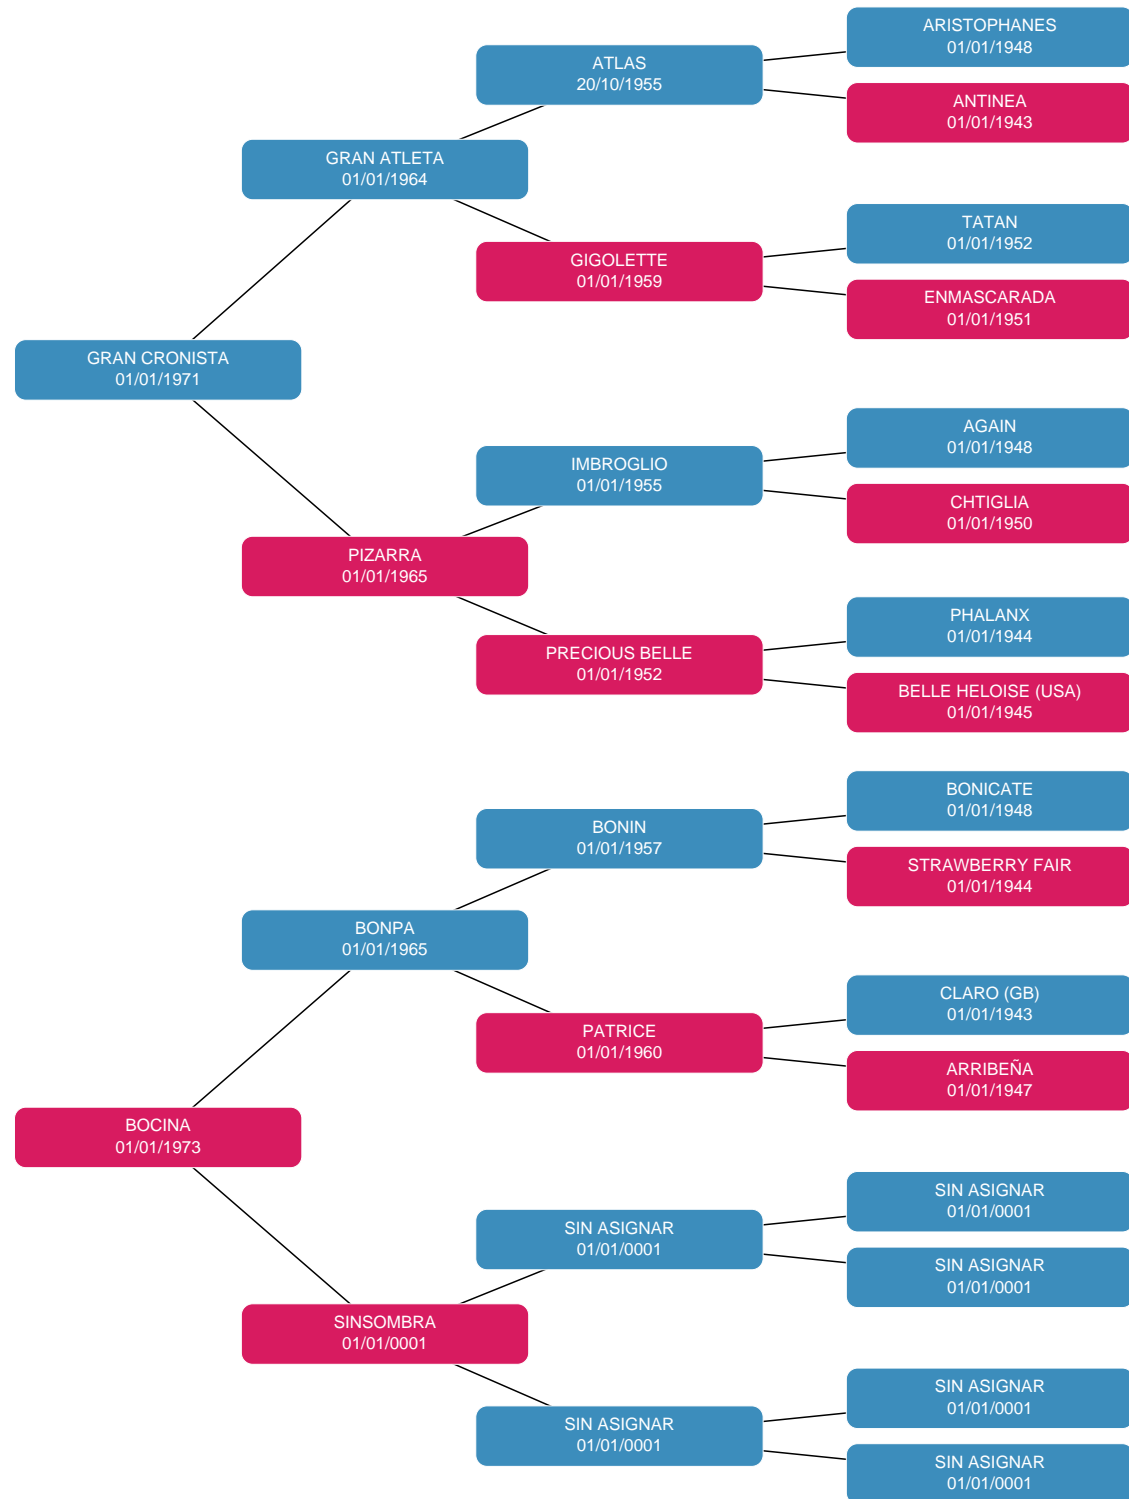 ARISTOPHANES
01/01/1948
ATLAS
20/10/1955
ANTINEA
01/01/1943
GRAN ATLETA
01/01/1964
TATAN
01/01/1952
GIGOLETTE
01/01/1959
ENMASCARADA
01/01/1951
GRAN CRONISTA
01/01/1971
AGAIN
01/01/1948
IMBROGLIO
01/01/1955
CHTIGLIA
01/01/1950
PIZARRA
01/01/1965
PHALANX
01/01/1944
PRECIOUS BELLE
01/01/1952
BELLE HELOISE (USA)
01/01/1945
BONICATE
01/01/1948
BONIN
01/01/1957
STRAWBERRY FAIR
01/01/1944
BONPA
01/01/1965
CLARO (GB)
01/01/1943
PATRICE
01/01/1960
ARRIBEÑA
01/01/1947
BOCINA
01/01/1973
SIN ASIGNAR
01/01/0001
SIN ASIGNAR
01/01/0001
SIN ASIGNAR
01/01/0001
SINSOMBRA
01/01/0001
SIN ASIGNAR
01/01/0001
SIN ASIGNAR
01/01/0001
SIN ASIGNAR
01/01/0001